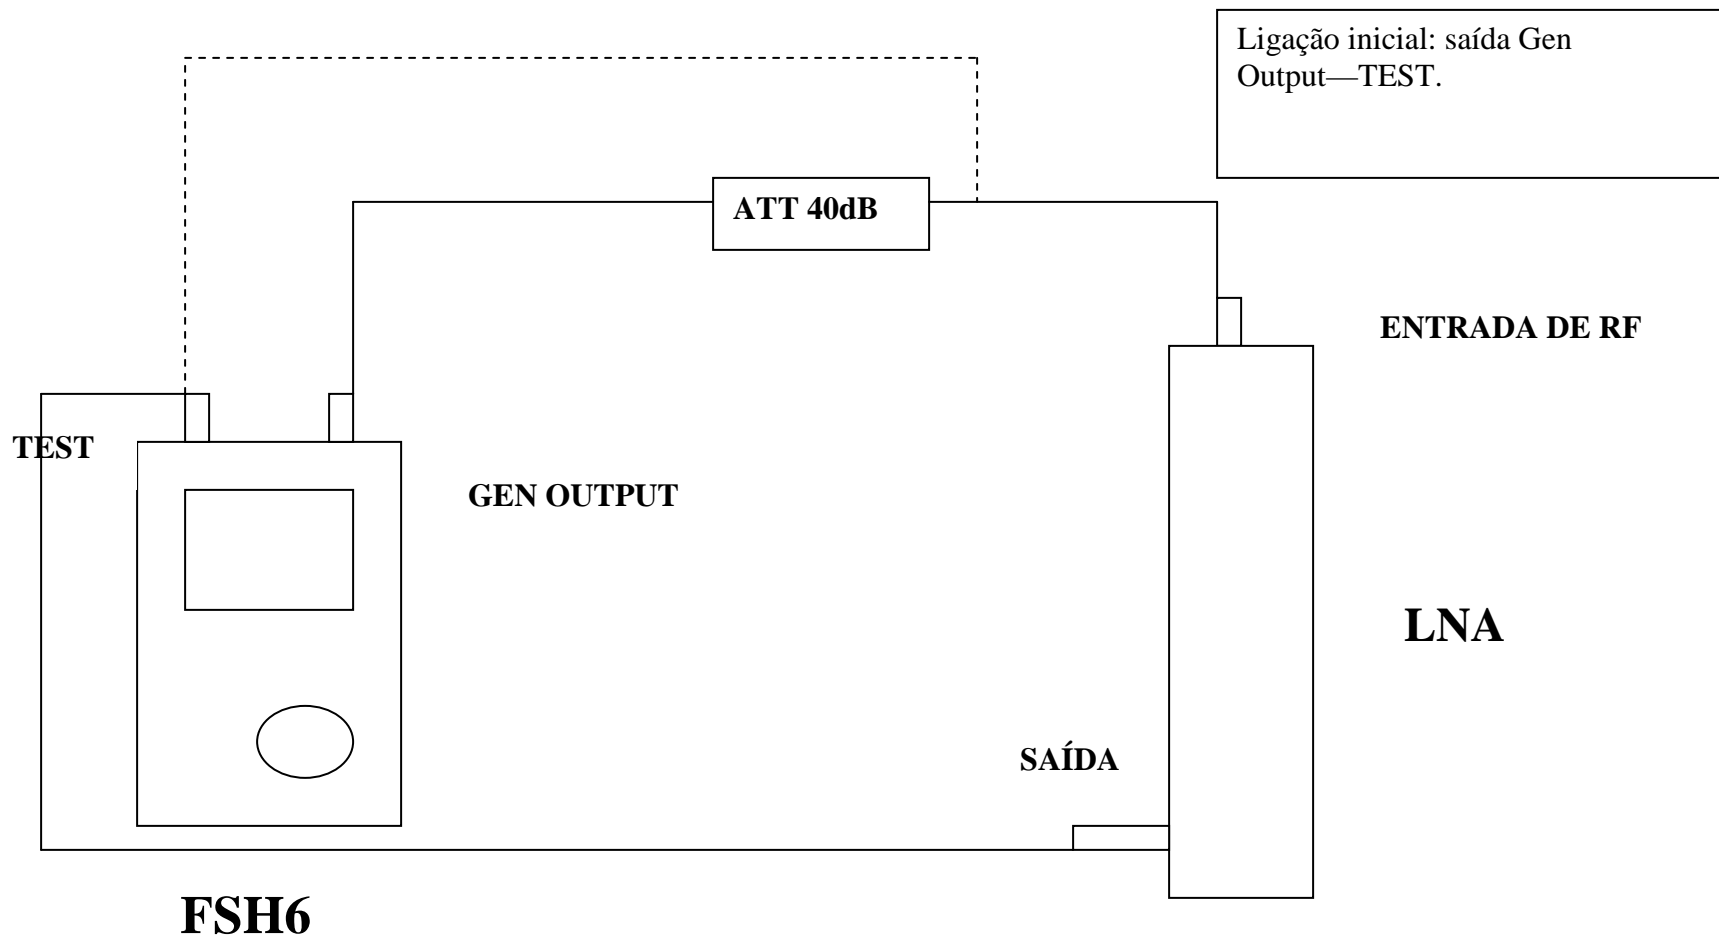 Ligação inicial: saída Gen
Output—TEST.
ATT 40dB
ENTRADA DE RF
TEST
GEN OUTPUT
LNA
SAÍDA
FSH6